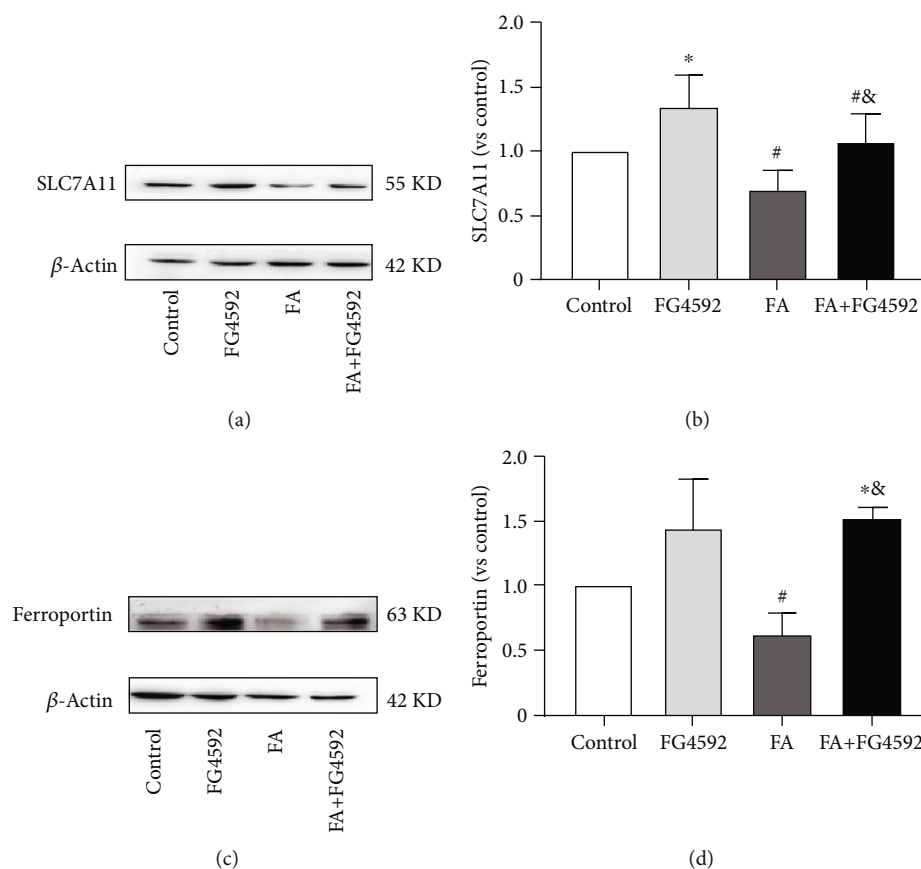 SLC7A11
55 KD
β-Actin
42 KD
Control
FG4592
FA
FA+FG4592
(a)
SLC7A11 (vs control)
2.0
1.5
1.0
0.5
0
*
#
#&
Control
FG4592
FA
FA+FG4592
(b)
Ferroportin
63 KD
β-Actin
42 KD
Control
FG4592
FA
FA+FG4592
(c)
Ferroportin (vs control)
2.0
1.5
1.0
0.5
0
#
*&
Control
FG4592
FA
FA+FG4592
(d)